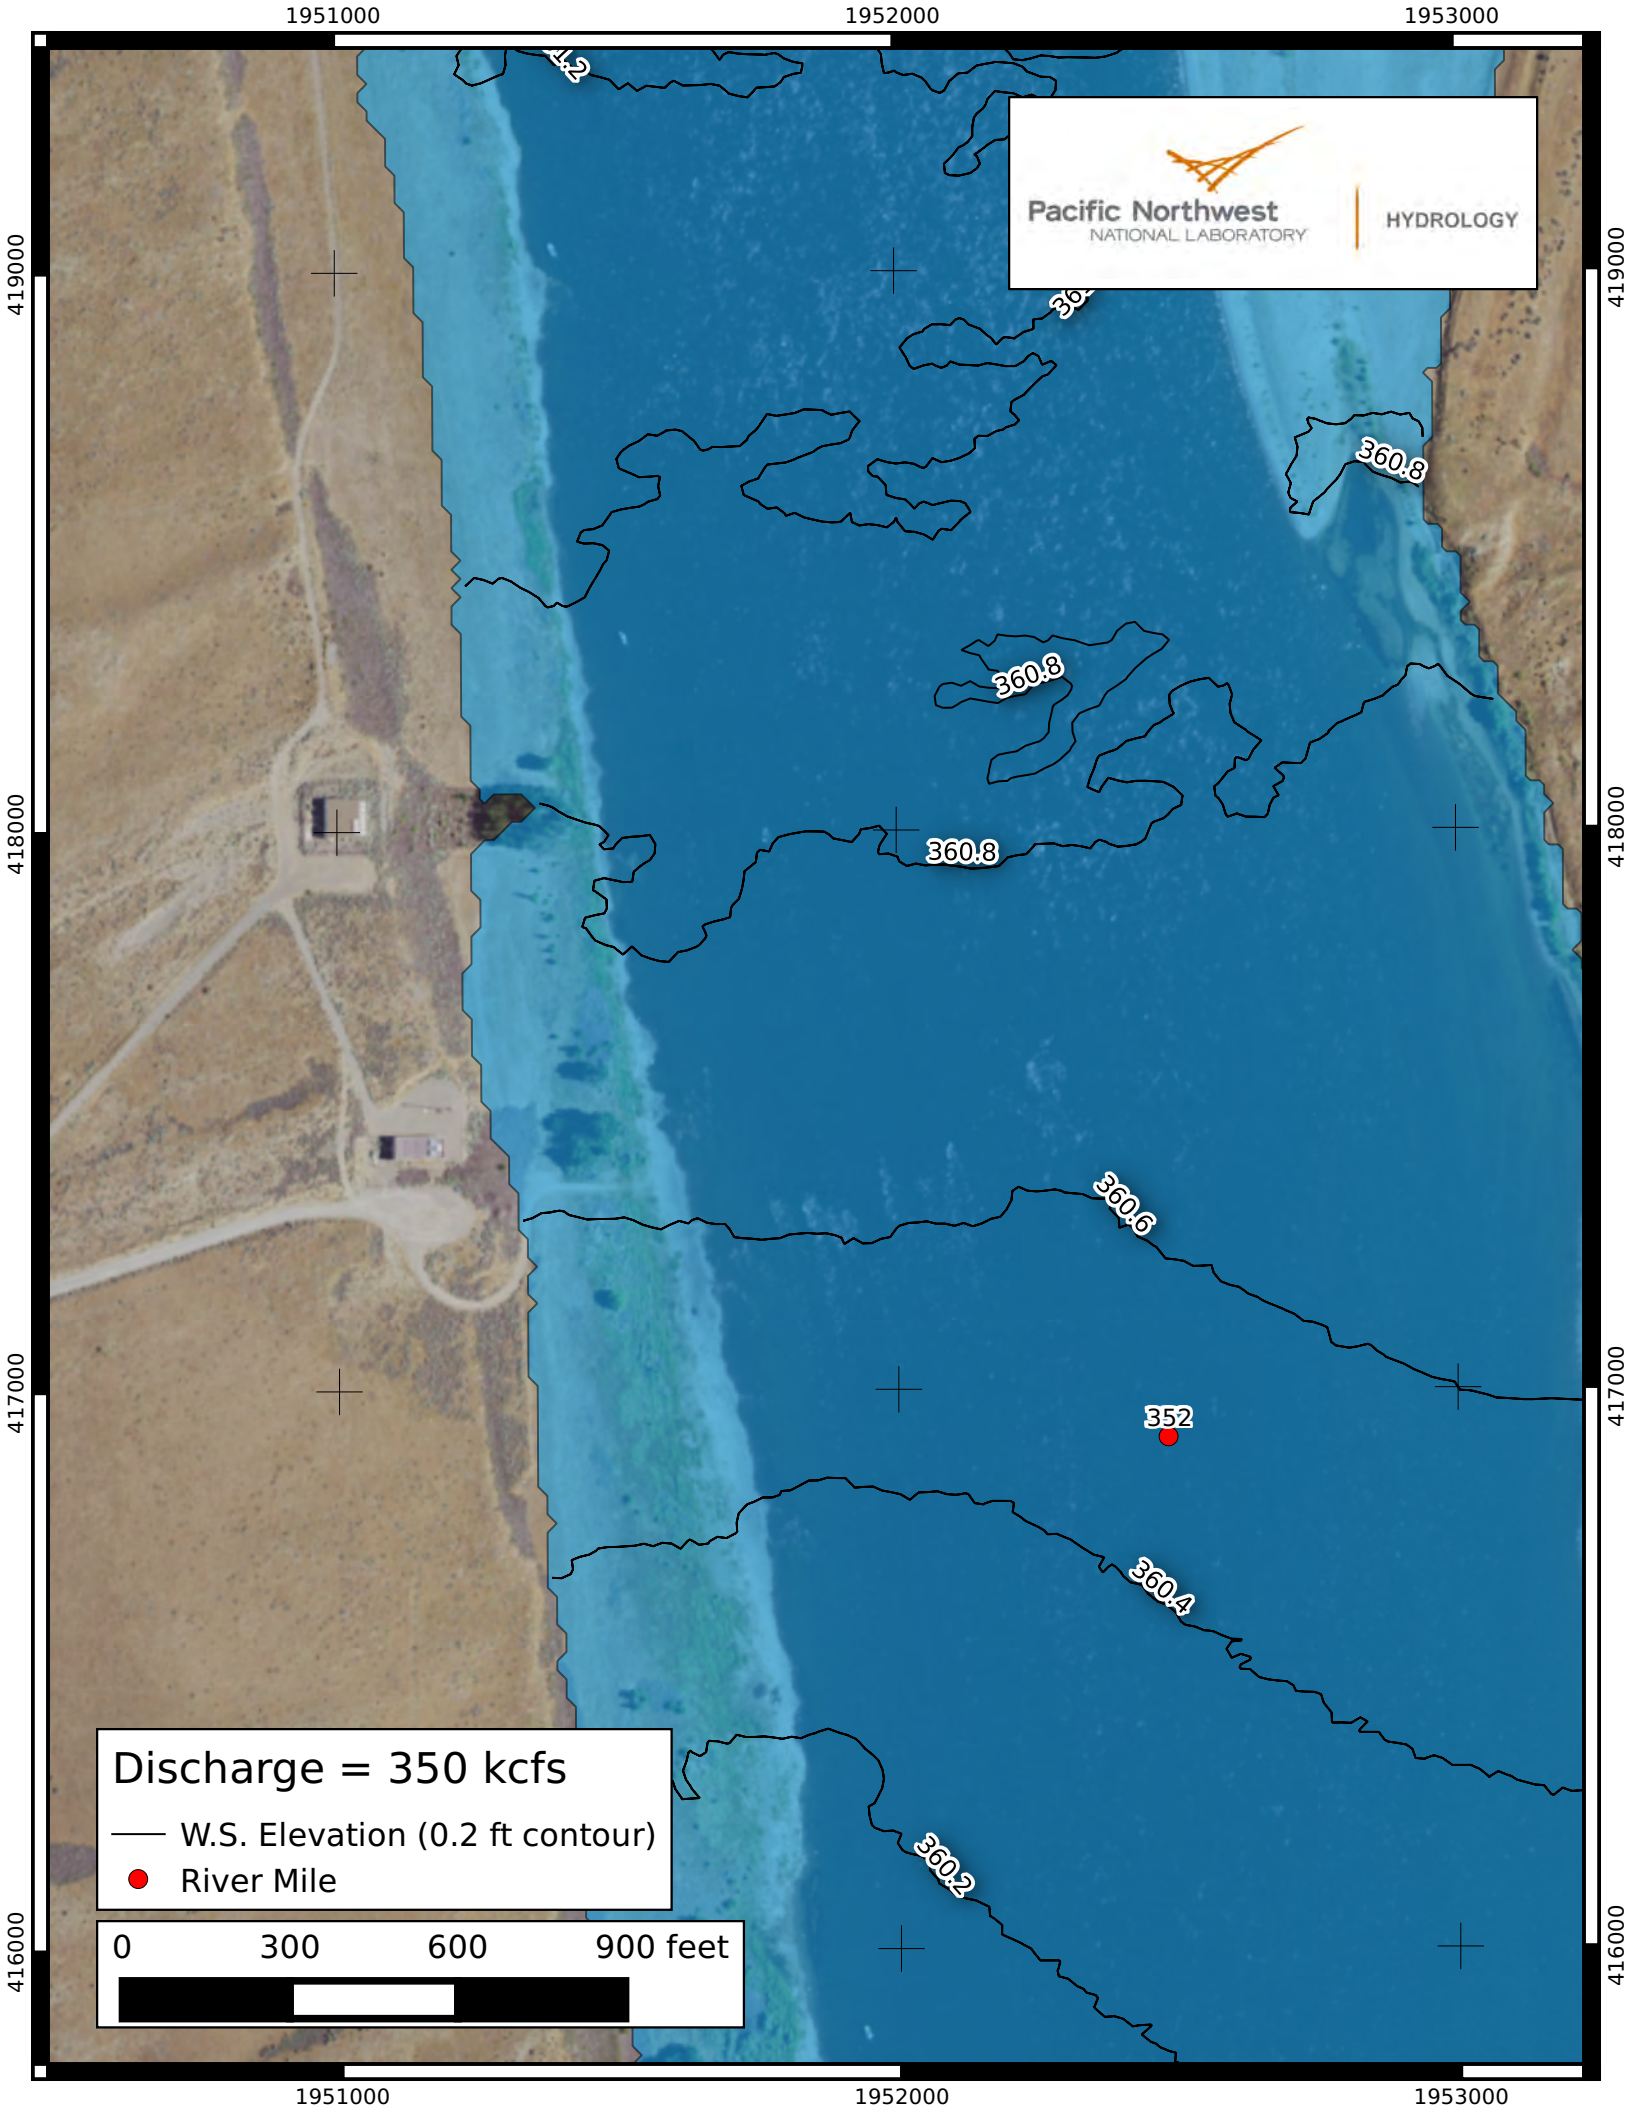 1951000 1952000 1953000
1.2
Pacific Northwest
NATIONAL LABORATORY
HYDROLOGY
419000 419000
360.8
360.8
418000 418000
360.8
360.6
417000 417000
352
360.4
Discharge = 350 kcfs
W.S. Elevation (0.2 ft contour)
River Mile
360.2
0 300 600 900 feet
416000 416000
1951000 1952000 1953000